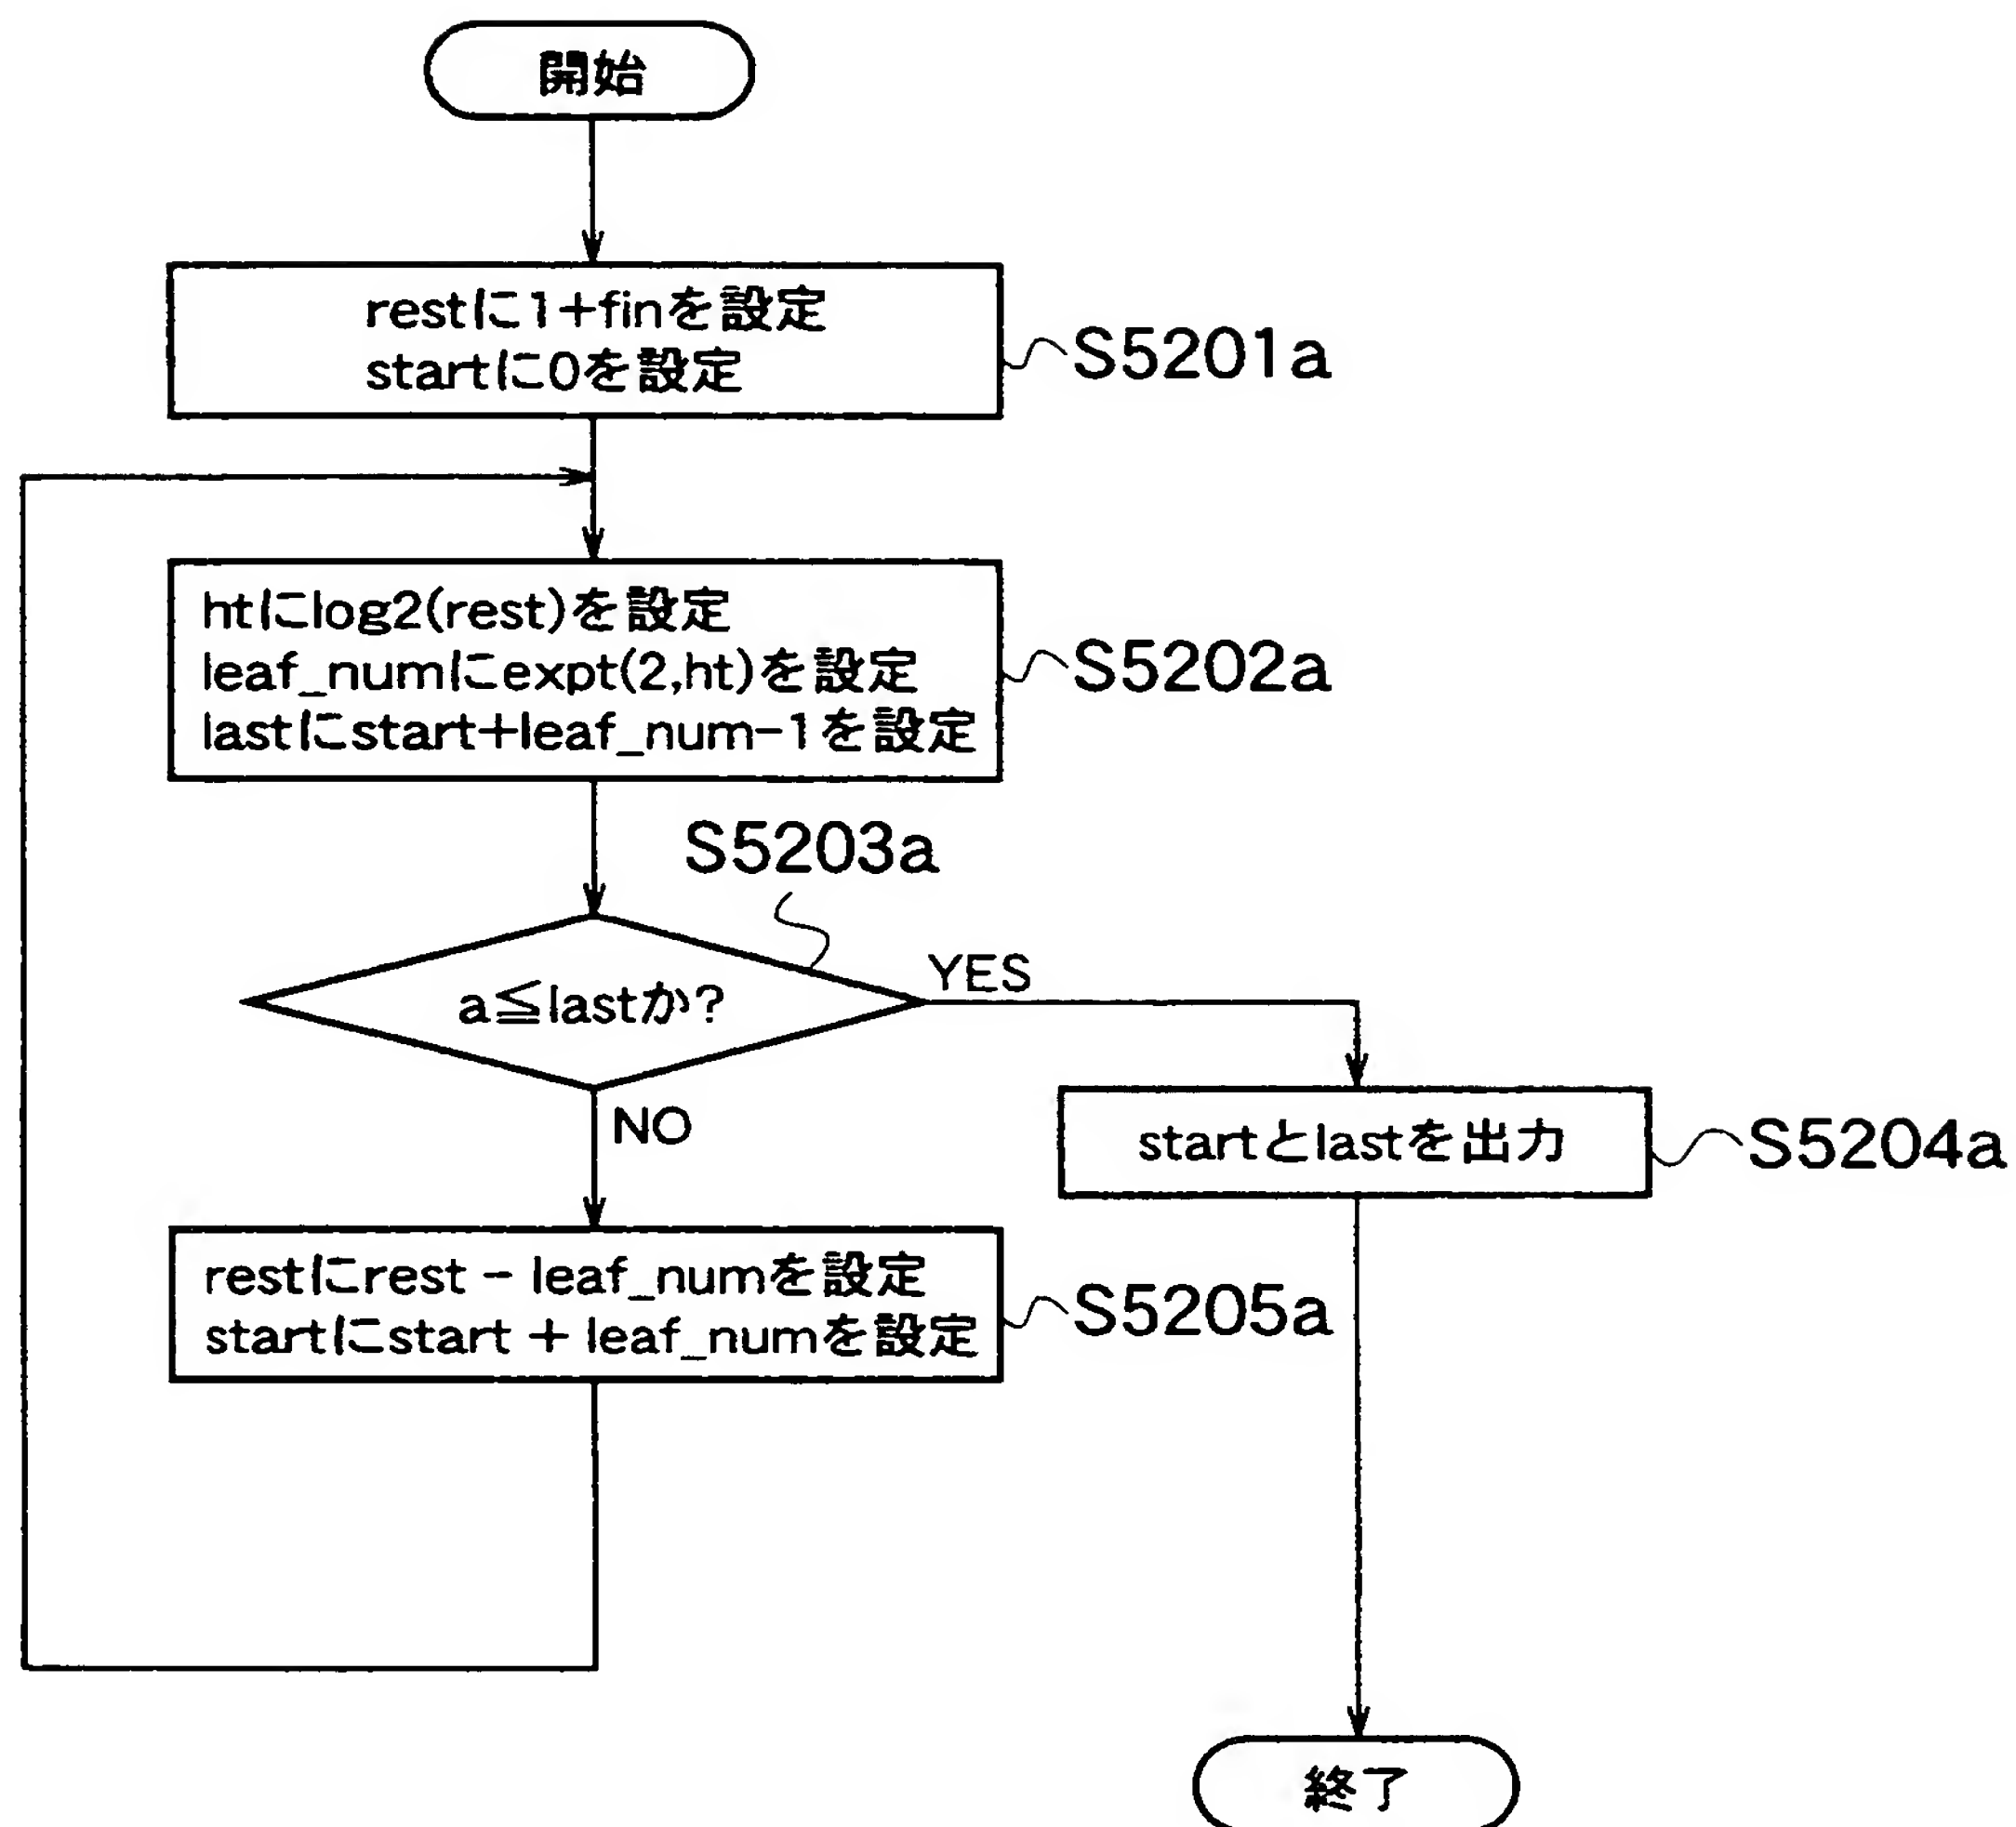 開始
restに1+finを設定
startに0を設定
S5201a
htにlog2(rest)を設定
leaf_numにexpt(2,ht)を設定
lastにstart+leaf_num-1を設定
S5202a
S5203a
a≦lastか?
YES
NO
startとlastを出力
S5204a
restにrest - leaf_numを設定
startにstart + leaf_numを設定
S5205a
終了